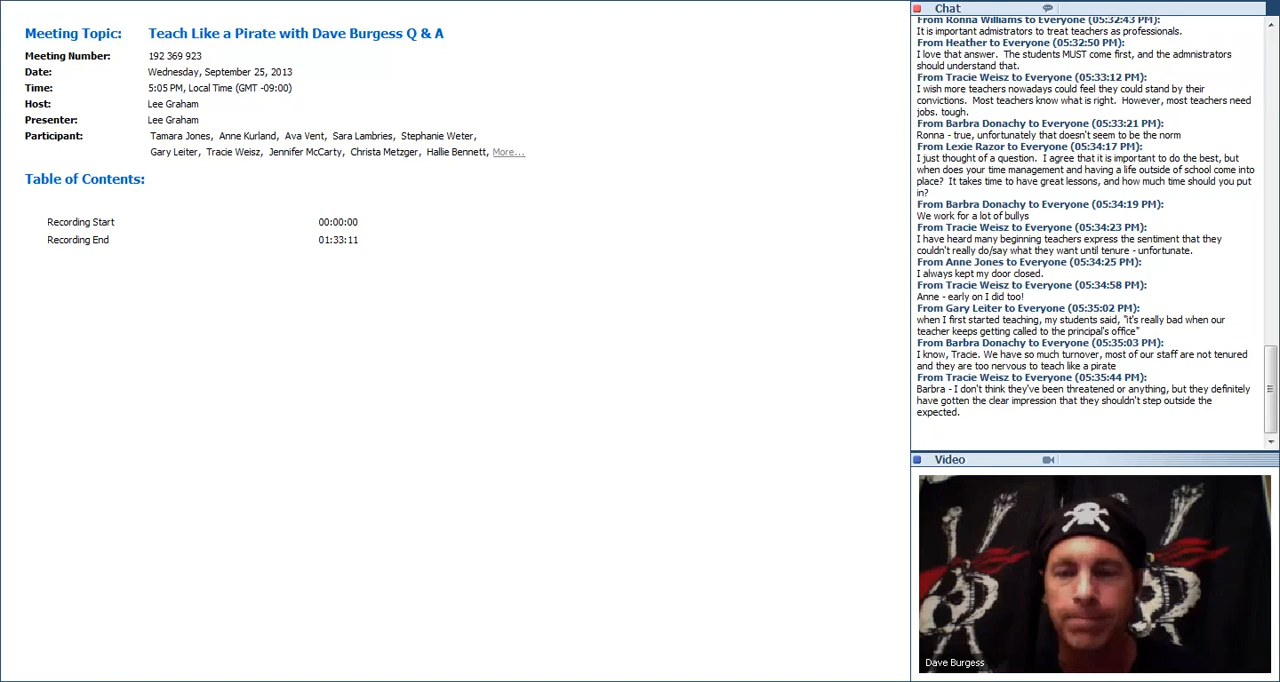 Meeting Topic: Teach Like a Pirate with Dave Burgess Q & A
Meeting Number: 192 369 923
Date: Wednesday, September 25, 2013
Time: 5:05 PM, Local Time (GMT -09:00)
Host: Lee Graham
Presenter: Lee Graham
Participant: Tamara Jones, Anne Kurland, Ava Vent, Sara Lambries, Stephanie Weter,
Gary Leiter, Tracie Weisz, Jennifer McCarty, Christa Metzger, Hallie Bennett, More...
Table of Contents:
Recording Start 00:00:00
Recording End 01:33:11
Chat
From Ronna Williams to Everyone (05:32:43 PM):
It is important admistrators to treat teachers as professionals.
From Heather to Everyone (05:32:50 PM):
I love that answer. The students MUST come first, and the admnistrators
should understand that.
From Tracie Weisz to Everyone (05:33:12 PM):
I wish more teachers nowadays could feel they could stand by their
convictions. Most teachers know what is right. However, most teachers need
jobs. tough.
From Barbra Donachy to Everyone (05:33:21 PM):
Ronna - true, unfortunately that doesn't seem to be the norm
From Lexie Razor to Everyone (05:34:17 PM):
I just thought of a question. I agree that it is important to do the best, but
when does your time management and having a life outside of school come into
place? It takes time to have great lessons, and how much time should you put
in?
From Barbra Donachy to Everyone (05:34:19 PM):
We work for a lot of bullys
From Tracie Weisz to Everyone (05:34:23 PM):
I have heard many beginning teachers express the sentiment that they
couldn't really do/say what they want until tenure - unfortunate.
From Anne Jones to Everyone (05:34:25 PM):
I always kept my door closed.
From Tracie Weisz to Everyone (05:34:58 PM):
Anne - early on I did too!
From Gary Leiter to Everyone (05:35:02 PM):
when I first started teaching, my students said, "it's really bad when our
teacher keeps getting called to the principal's office"
From Barbra Donachy to Everyone (05:35:03 PM):
I know, Tracie. We have so much turnover, most of our staff are not tenured
and they are too nervous to teach like a pirate
From Tracie Weisz to Everyone (05:35:44 PM):
Barbra - I don't think they've been threatened or anything, but they definitely
have gotten the clear impression that they shouldn't step outside the
expected.
Video
Dave Burgess